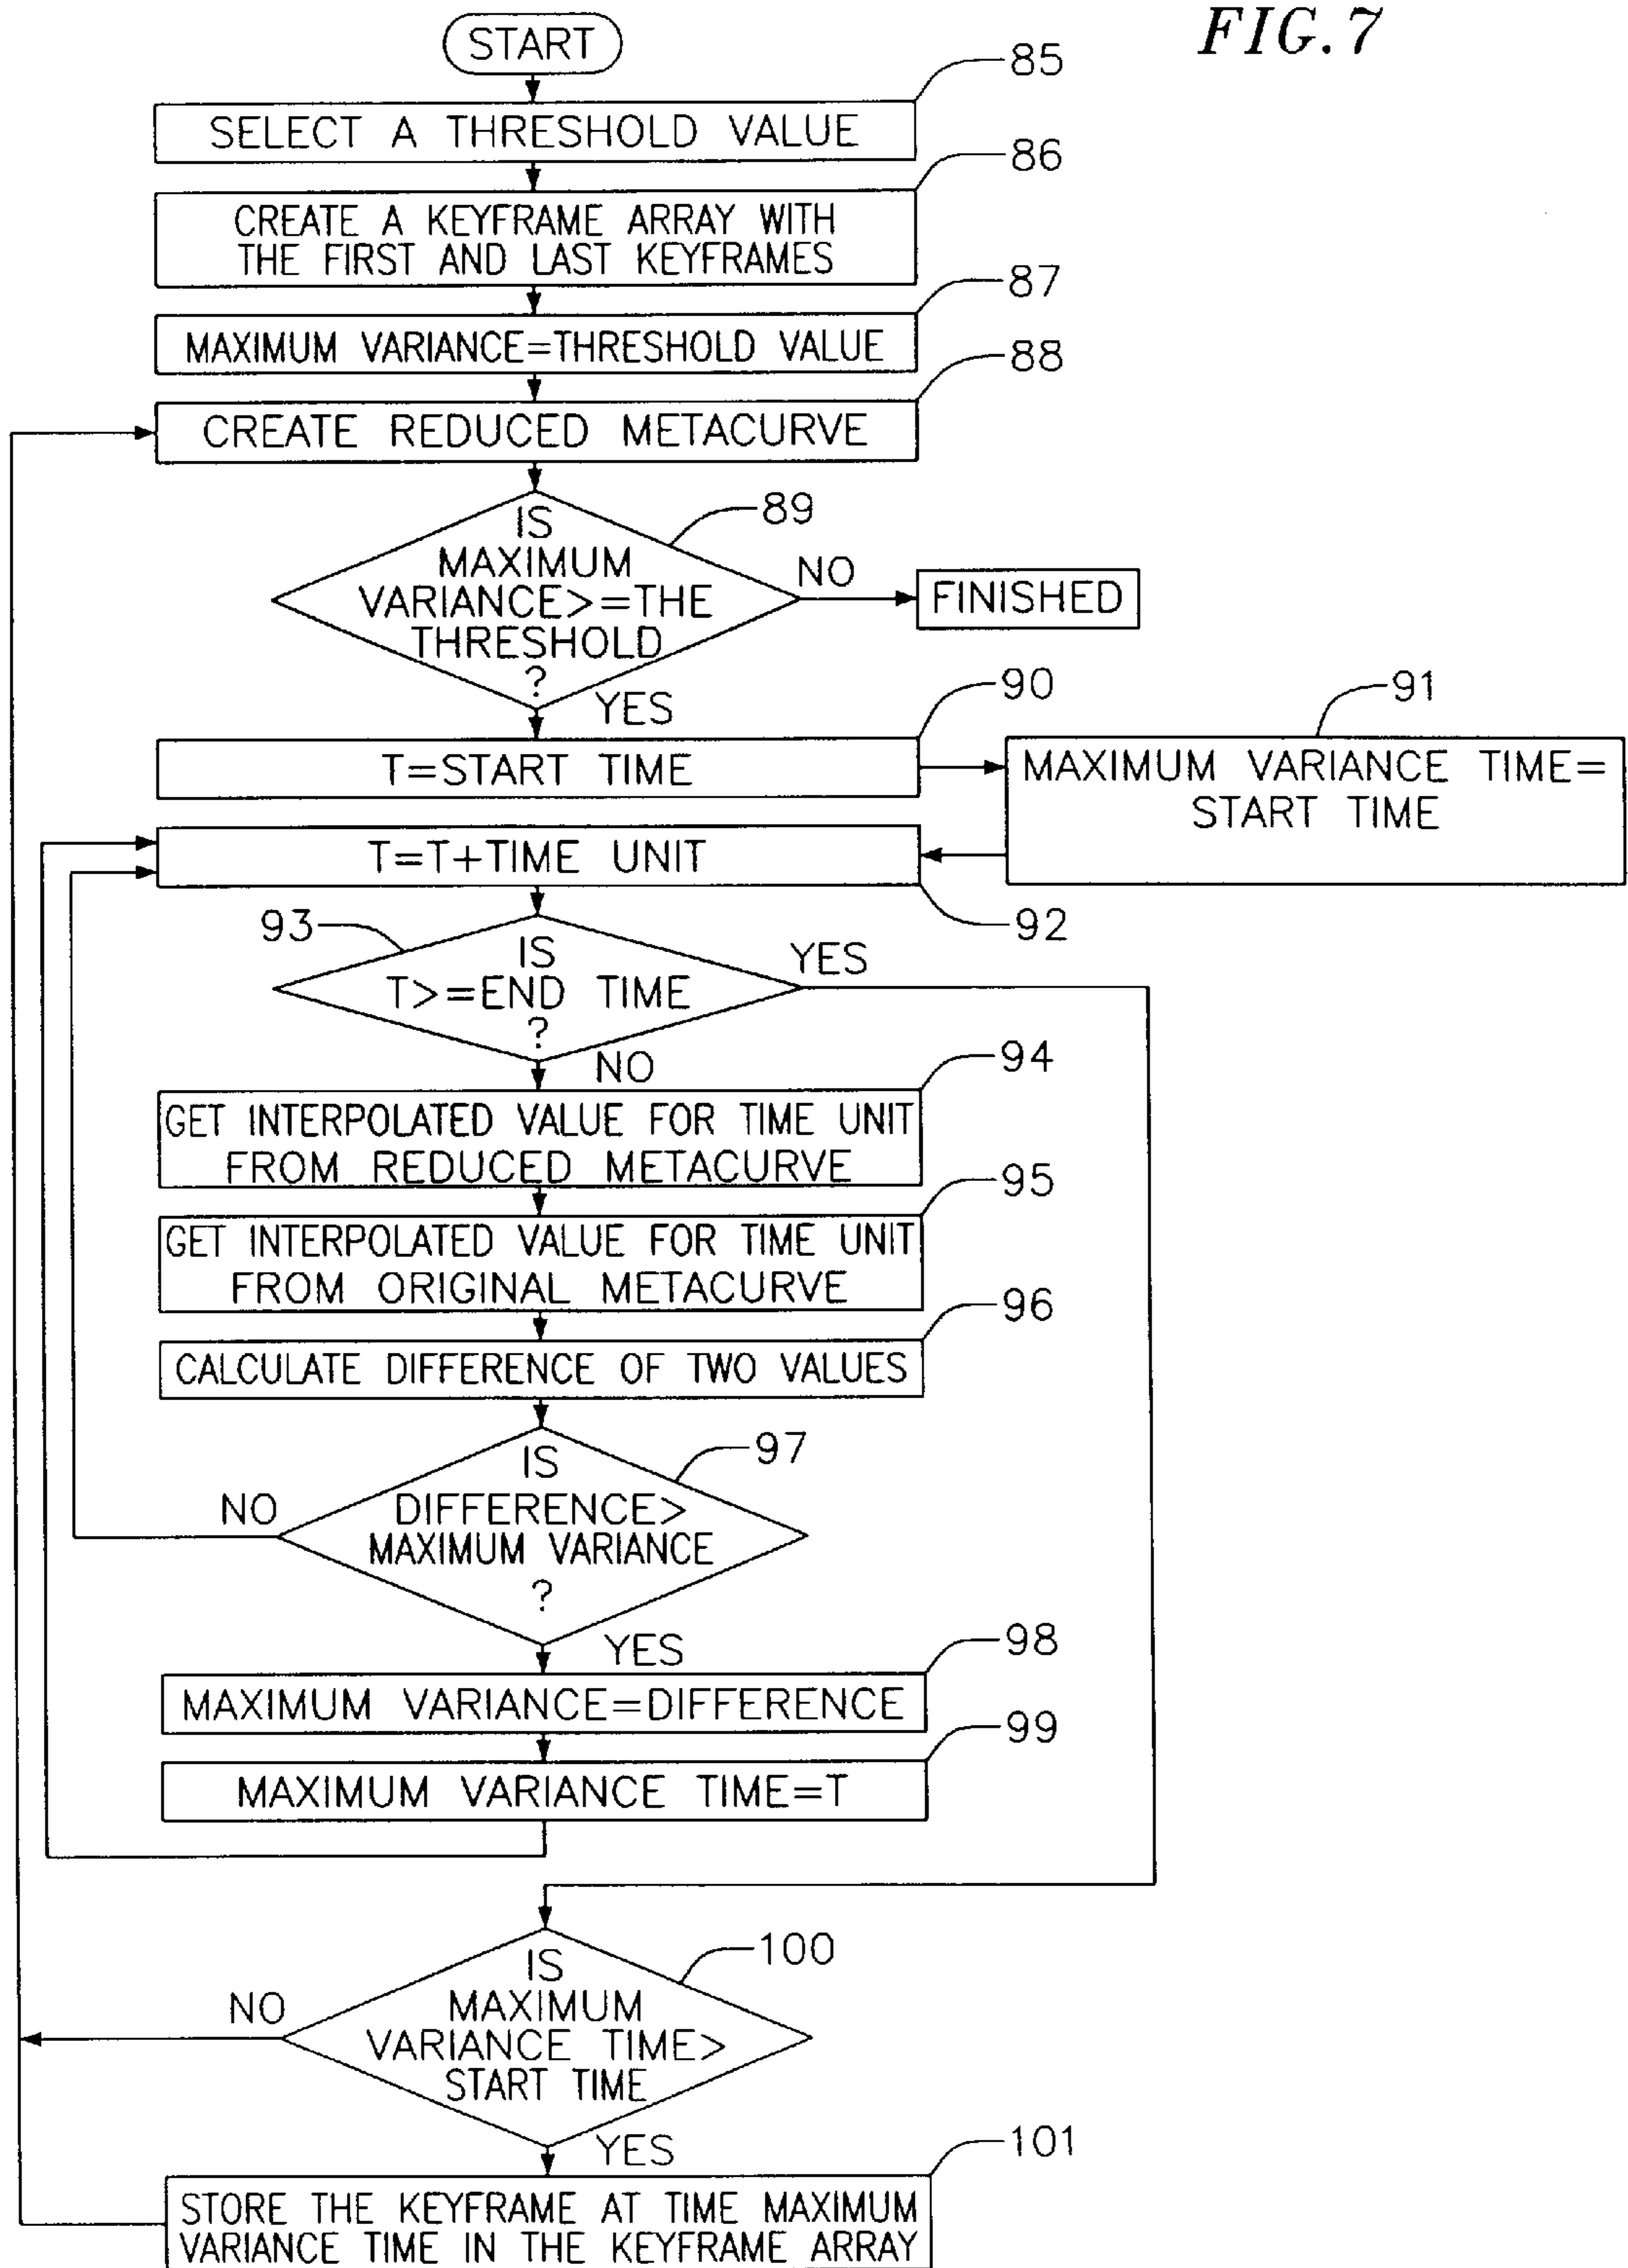 FIG. 7
START
85
SELECT A THRESHOLD VALUE
86
CREATE A KEYFRAME ARRAY WITH
THE FIRST AND LAST KEYFRAMES
87
MAXIMUM VARIANCE=THRESHOLD VALUE
88
CREATE REDUCED METACURVE
89
IS
MAXIMUM
VARIANCE>=THE
THRESHOLD
?
NO
FINISHED
YES
90
T=START TIME
91
MAXIMUM VARIANCE TIME=
START TIME
T=T+TIME UNIT
92
93
IS
T>=END TIME
?
YES
NO
94
GET INTERPOLATED VALUE FOR TIME UNIT
FROM REDUCED METACURVE
95
GET INTERPOLATED VALUE FOR TIME UNIT
FROM ORIGINAL METACURVE
96
CALCULATE DIFFERENCE OF TWO VALUES
97
IS
DIFFERENCE>
MAXIMUM VARIANCE
?
NO
YES
98
MAXIMUM VARIANCE=DIFFERENCE
99
MAXIMUM VARIANCE TIME=T
100
IS
MAXIMUM
VARIANCE TIME>
START TIME
NO
YES
101
STORE THE KEYFRAME AT TIME MAXIMUM
VARIANCE TIME IN THE KEYFRAME ARRAY